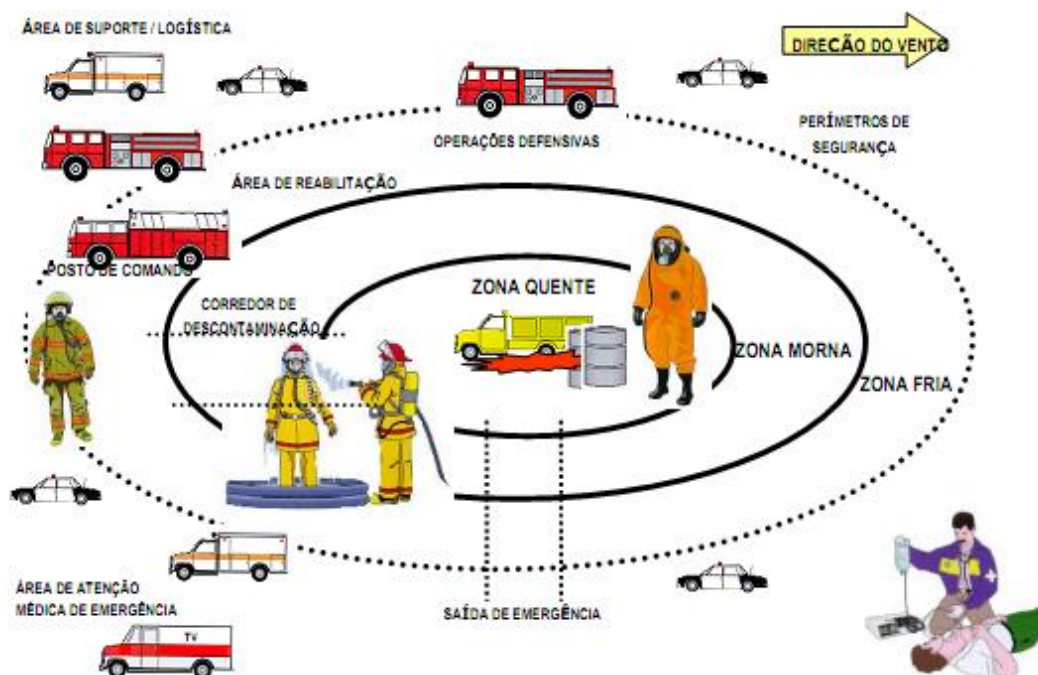 ÁREA DE SUPORTE / LOGÍSTICA
DIREÇÃO DO VENTO
OPERAÇÕES DEFENSIVAS
PERÍMETROS DE
SEGURANÇA
ÁREA DE REABILITAÇÃO
POSTO DE COMANDO
ZONA QUENTE
CORREDOR DE
DESCONTAMINAÇÃO
ZONA MORNA
ZONA FRIA
ÁREA DE ATENÇÃO
MÉDICA DE EMERGÊNCIA
SAÍDA DE EMERGÊNCIA
TV